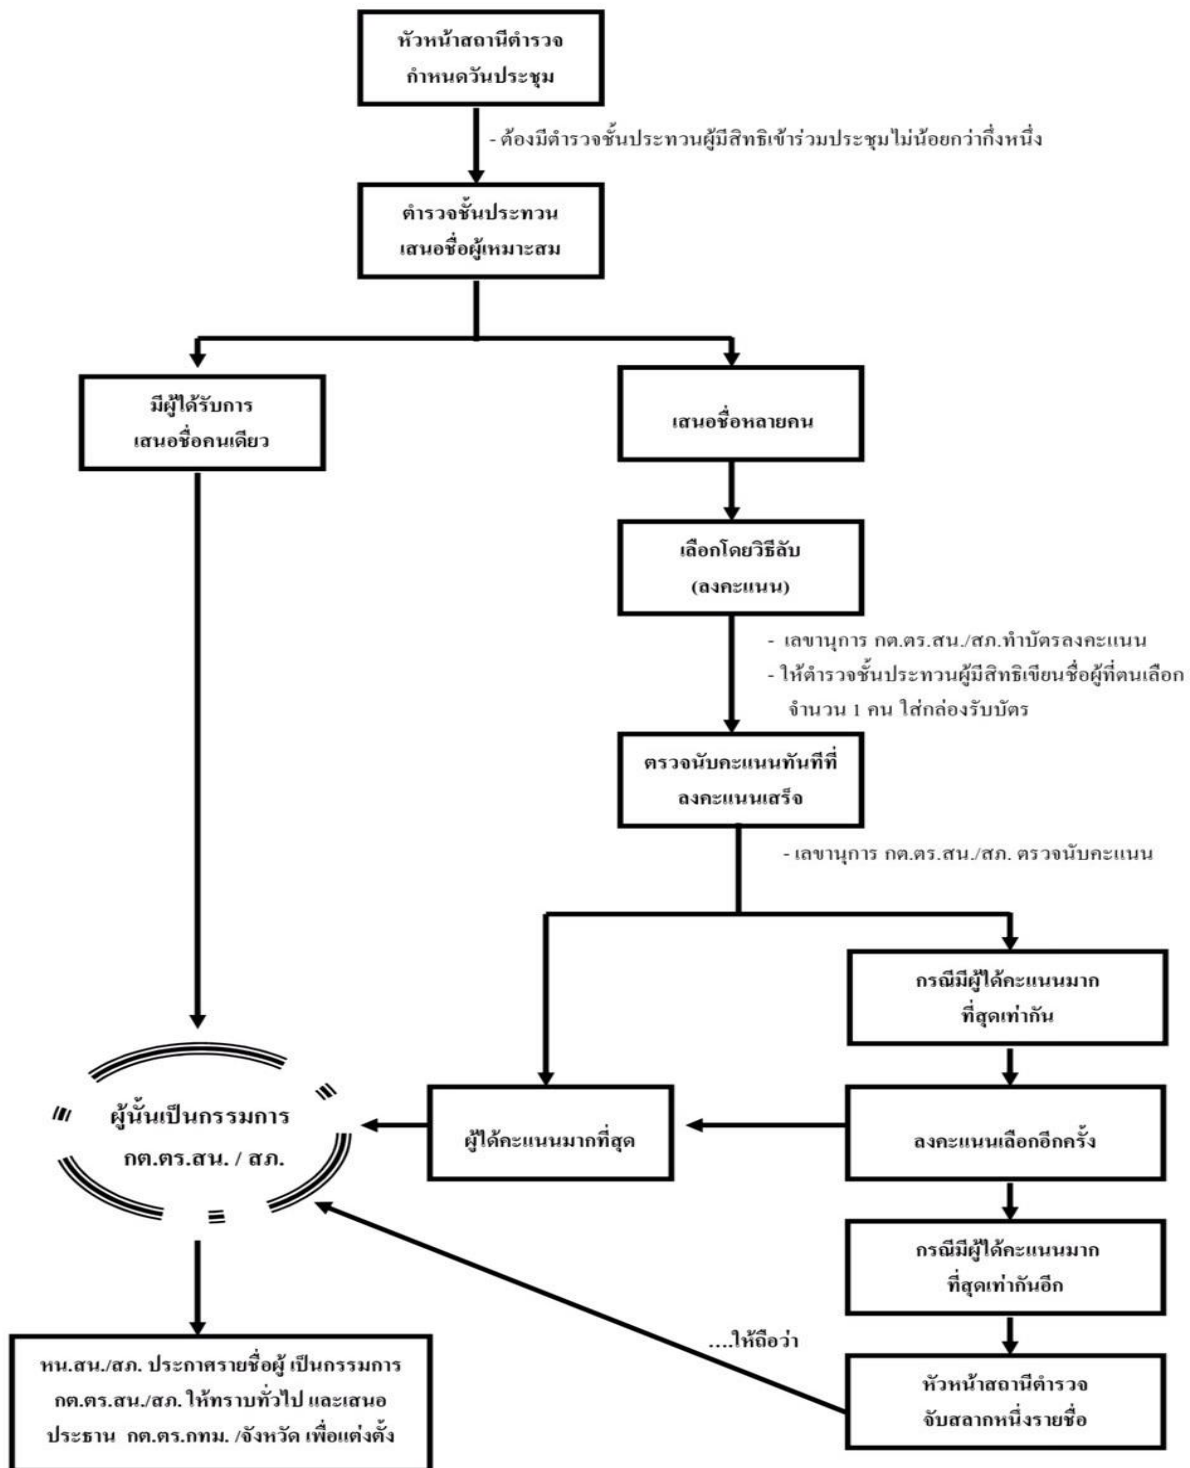 หัวหน้าสถานีตำรวจ
กำหนดวันประชุม
- ต้องมีตำรวจชั้นประทวนผู้มีสิทธิเข้าร่วมประชุมไม่น้อยกว่ากึ่งหนึ่ง
ตำรวจชั้นประทวน
เสนอชื่อผู้เหมาะสม
มีผู้ได้รับการ
เสนอชื่อคนเดียว
เสนอชื่อหลายคน
เลือกโดยวิธีลับ
(ลงคะแนน)
- เลขานุการ กต.ตร.สน./สภ.ทำบัตรลงคะแนน
- ให้ตำรวจชั้นประทวนผู้มีสิทธิเขียนชื่อผู้ที่ตนเลือก
จำนวน 1 คน ใส่กล่องรับบัตร
ตรวจนับคะแนนทันทีที่
ลงคะแนนเสร็จ
- เลขานุการ กต.ตร.สน./สภ. ตรวจนับคะแนน
กรณีมีผู้ได้คะแนนมาก
ที่สุดเท่ากัน
ผู้นั้นเป็นกรรมการ
กต.ตร.สน. / สภ.
ผู้ได้คะแนนมากที่สุด
ลงคะแนนเลือกอีกครั้ง
กรณีมีผู้ได้คะแนนมาก
ที่สุดเท่ากันอีก
....ให้ถือว่า
หัวหน้าสถานีตำรวจ
จับสลากหนึ่งรายชื่อ
หน.สน./สภ. ประกาศรายชื่อผู้ เป็นกรรมการ
กต.ตร.สน./สภ. ให้ทราบทั่วไป และเสนอ
ประธาน กต.ตร.กทม. /จังหวัด เพื่อแต่งตั้ง